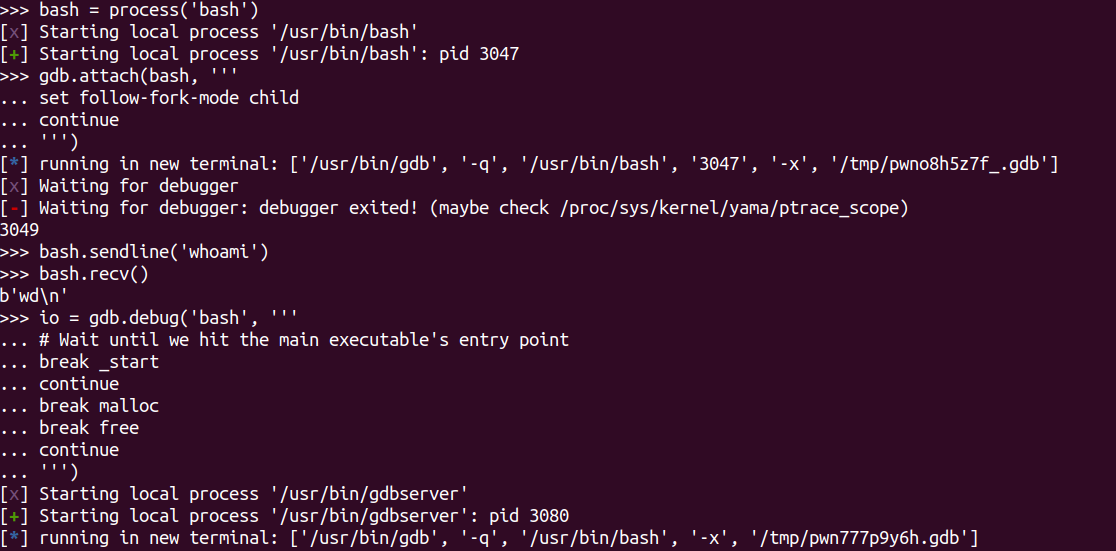 >>> bash = process('bash')
[x] Starting local process '/usr/bin/bash'
[+] Starting local process '/usr/bin/bash': pid 3047
>>> gdb.attach(bash, '''
... set follow-fork-mode child
... continue
... ''')
[*] running in new terminal: ['/usr/bin/gdb', '-q', '/usr/bin/bash', '3047', '-x', '/tmp/pwno8h5z7f_.gdb']
[x] Waiting for debugger
[-] Waiting for debugger: debugger exited! (maybe check /proc/sys/kernel/yama/ptrace_scope)
3049
>>> bash.sendline('whoami')
>>> bash.recv()
b'wd\n'
>>> io = gdb.debug('bash', '''
... # Wait until we hit the main executable's entry point
... break _start
... continue
... break malloc
... break free
... continue
... ''')
[x] Starting local process '/usr/bin/gdbserver'
[+] Starting local process '/usr/bin/gdbserver': pid 3080
[*] running in new terminal: ['/usr/bin/gdb', '-q', '/usr/bin/bash', '-x', '/tmp/pwn777p9y6h.gdb']